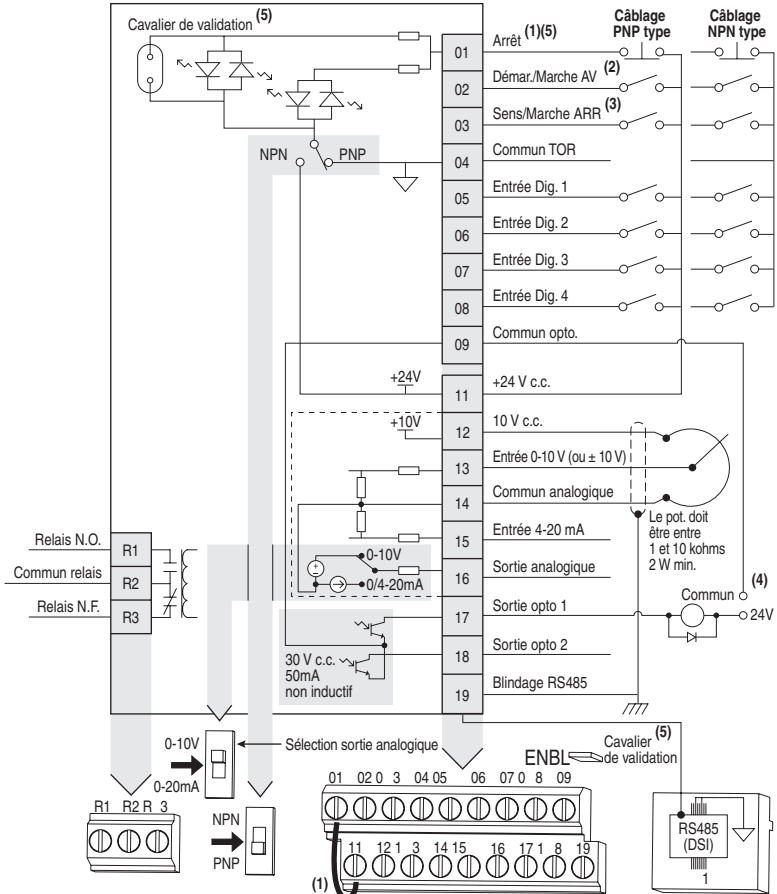 Cavalier de validation (5)
Câblage
PNP type
Câblage
NPN type
01
Arrêt (1)(5)
02
Démar./Marche AV (2)
03
Sens/Marche ARR (3)
NPN
PNP
04
Commun TOR
05
Entrée Dig. 1
06
Entrée Dig. 2
07
Entrée Dig. 3
08
Entrée Dig. 4
09
Commun opto.
+24V
11
+24 V c.c.
+10V
12
10 V c.c.
13
Entrée 0-10 V (ou ± 10 V)
14
Commun analogique
Le pot. doit
être entre
1 et 10 kohms
2 W min.
15
Entrée 4-20 mA
Relais N.O.
R1
Commun relais
R2
Relais N.F.
R3
0-10V
0/4-20mA
16
Sortie analogique
Commun
(4)
24V
17
Sortie opto 1
18
Sortie opto 2
30 V c.c.
50mA
non inductif
19
Blindage RS485
0-10V
0-20mA
Sélection sortie analogique
R1 R2 R 3
NPN
PNP
ENBL
Cavalier (5)
de validation
01 02 0 3 04 05 06 07 0 8 09
11 12 1 3 14 15 16 17 1 8 19
(1)
RS485
(DSI)
1